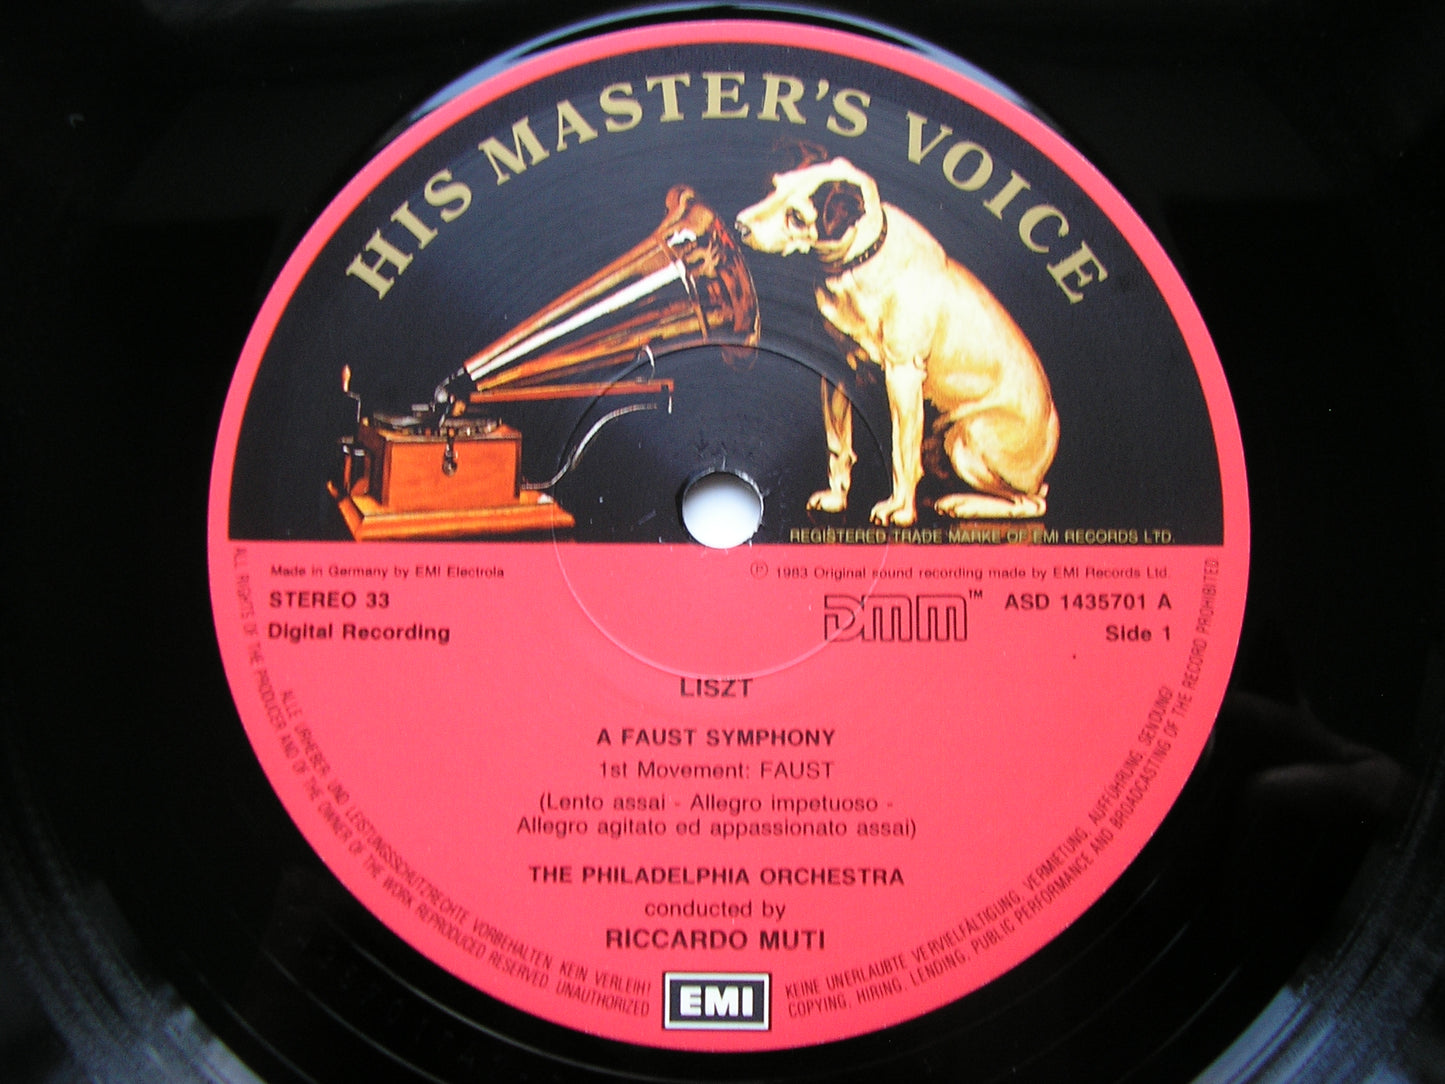 HIS MASTER'S VOICE
REGISTERED TRADE MARKE OF EMI RECORDS LTD.
Made in Germany by EMI Electrola
℗ 1983 Original sound recording made by EMI Records Ltd.
STEREO 33
DMM™
ASD 1435701 A
Digital Recording
Side 1
LISZT
A FAUST SYMPHONY
1st Movement: FAUST
(Lento assai - Allegro impetuoso -
Allegro agitato ed appassionato assai)
THE PHILADELPHIA ORCHESTRA
conducted by
RICCARDO MUTI
EMI
ALLE URHEBER- UND LEISTUNGSSCHUTZRECHTE VORBEHALTEN. KEIN VERLEIH! KEINE UNERLAUBTE VERVIELFÄLTIGUNG, VERMIETUNG, AUFFÜHRUNG, SENDUNG!
ALL RIGHTS OF THE PRODUCER AND OF THE OWNER OF THE WORK REPRODUCED RESERVED. UNAUTHORIZED COPYING, HIRING, LENDING, PUBLIC PERFORMANCE AND BROADCASTING OF THE RECORD PROHIBITED